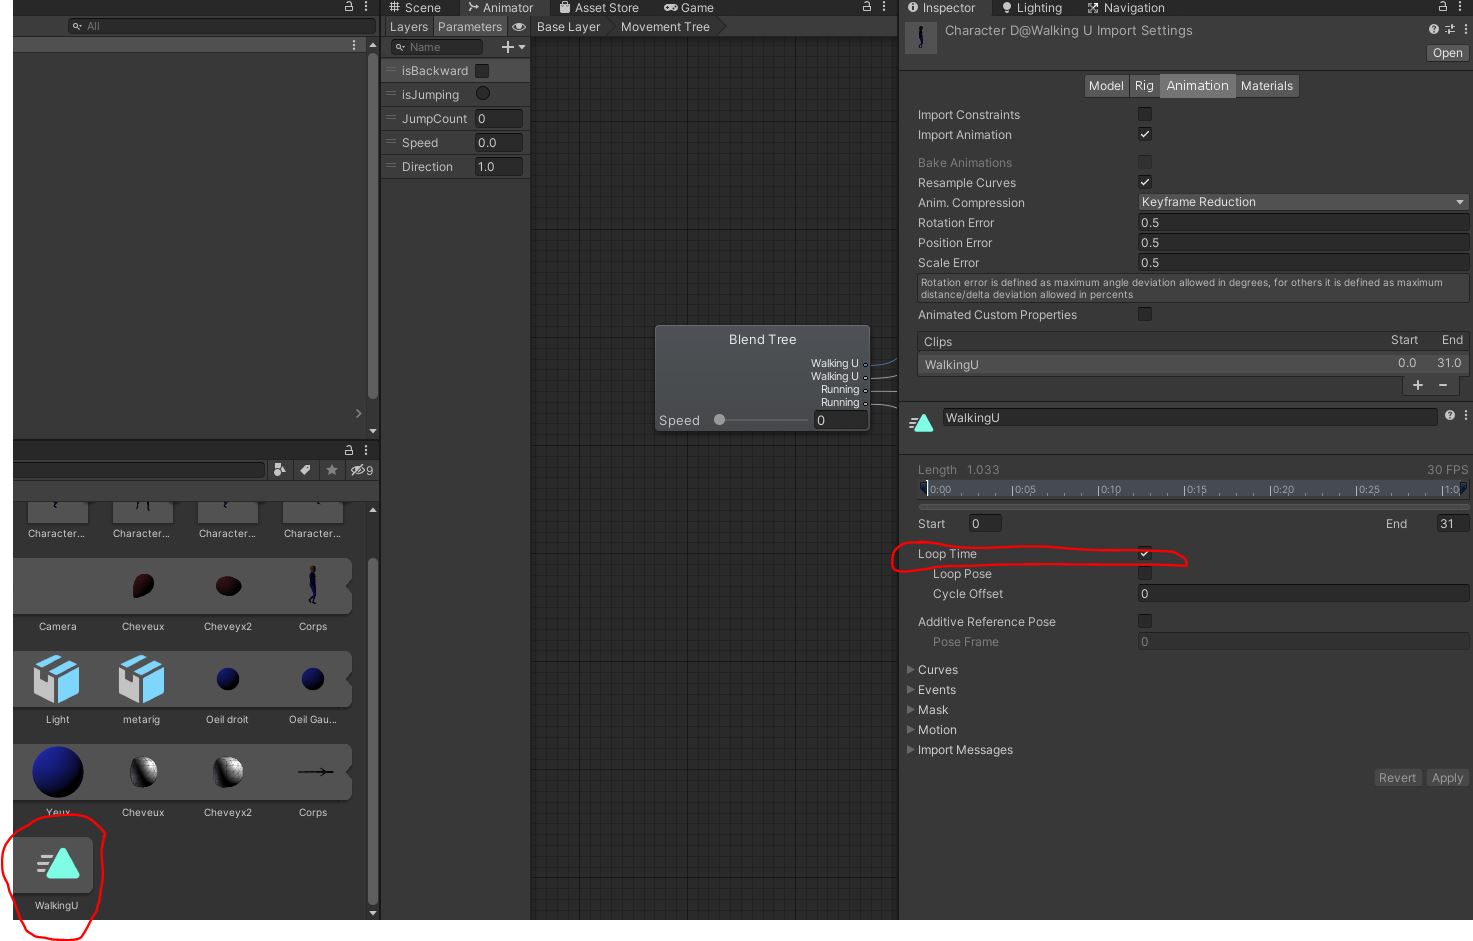 Scene
Animator
Asset Store
Game
Inspector
Lighting
Navigation
All
Layers
Parameters
Base Layer
Movement Tree
Name
isBackward
isJumping
JumpCount 0
Speed 0.0
Direction 1.0
Blend Tree
Walking U
Walking U
Running
Running
Speed 0
Character D@Walking U Import Settings
Open
Model
Rig
Animation
Materials
Import Constraints
Import Animation
Bake Animations
Resample Curves
Anim. Compression Keyframe Reduction
Rotation Error 0.5
Position Error 0.5
Scale Error 0.5
Rotation error is defined as maximum angle deviation allowed in degrees, for others it is defined as maximum
distance/delta deviation allowed in percents
Animated Custom Properties
Clips Start End
WalkingU 0.0 31.0
+ −
WalkingU
Length 1.033 30 FPS
0:00 0:05 0:10 0:15 0:20 0:25 1:0
Start 0 End 31
Loop Time
Loop Pose
Cycle Offset 0
Additive Reference Pose
Pose Frame 0
Curves
Events
Mask
Motion
Import Messages
Revert Apply
9
Character... Character... Character... Character...
Camera Cheveux Cheveyx2 Corps
Light metarig Oeil droit Oeil Gau...
Yeux Cheveux Cheveyx2 Corps
WalkingU